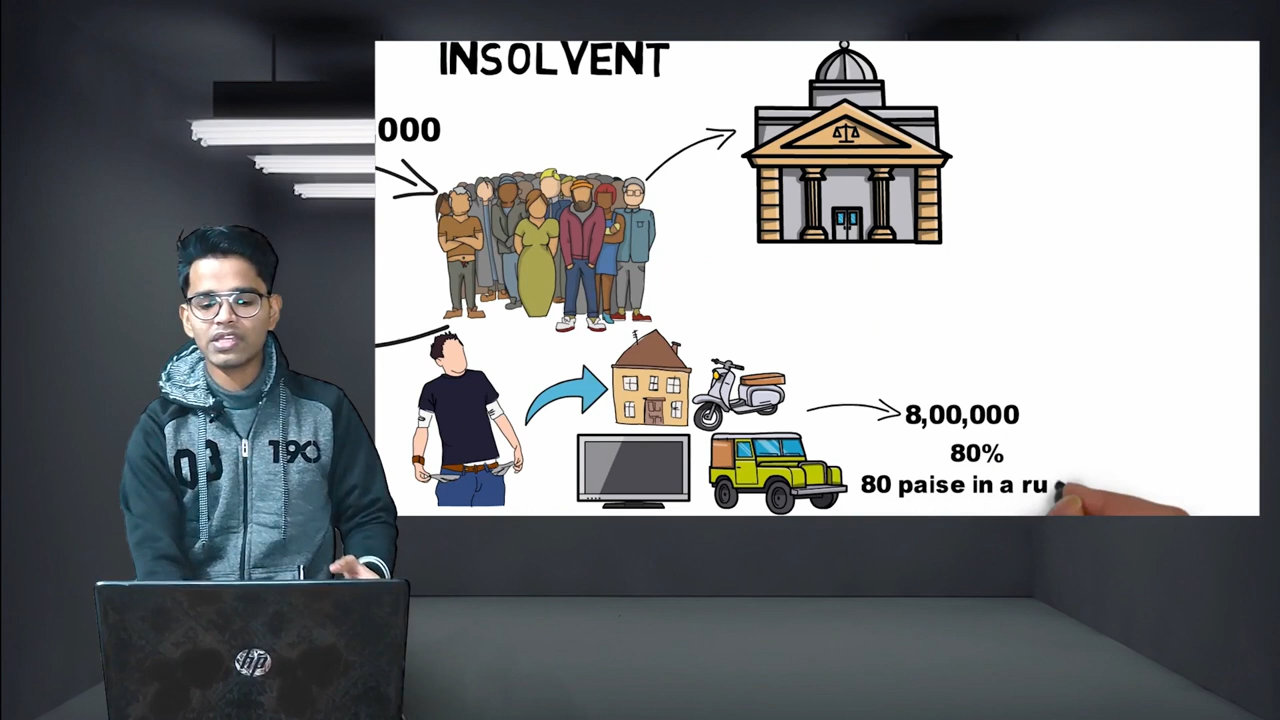 INSOLVENT
000
8,00,000
80%
80 paise in a ru
03 190
hp